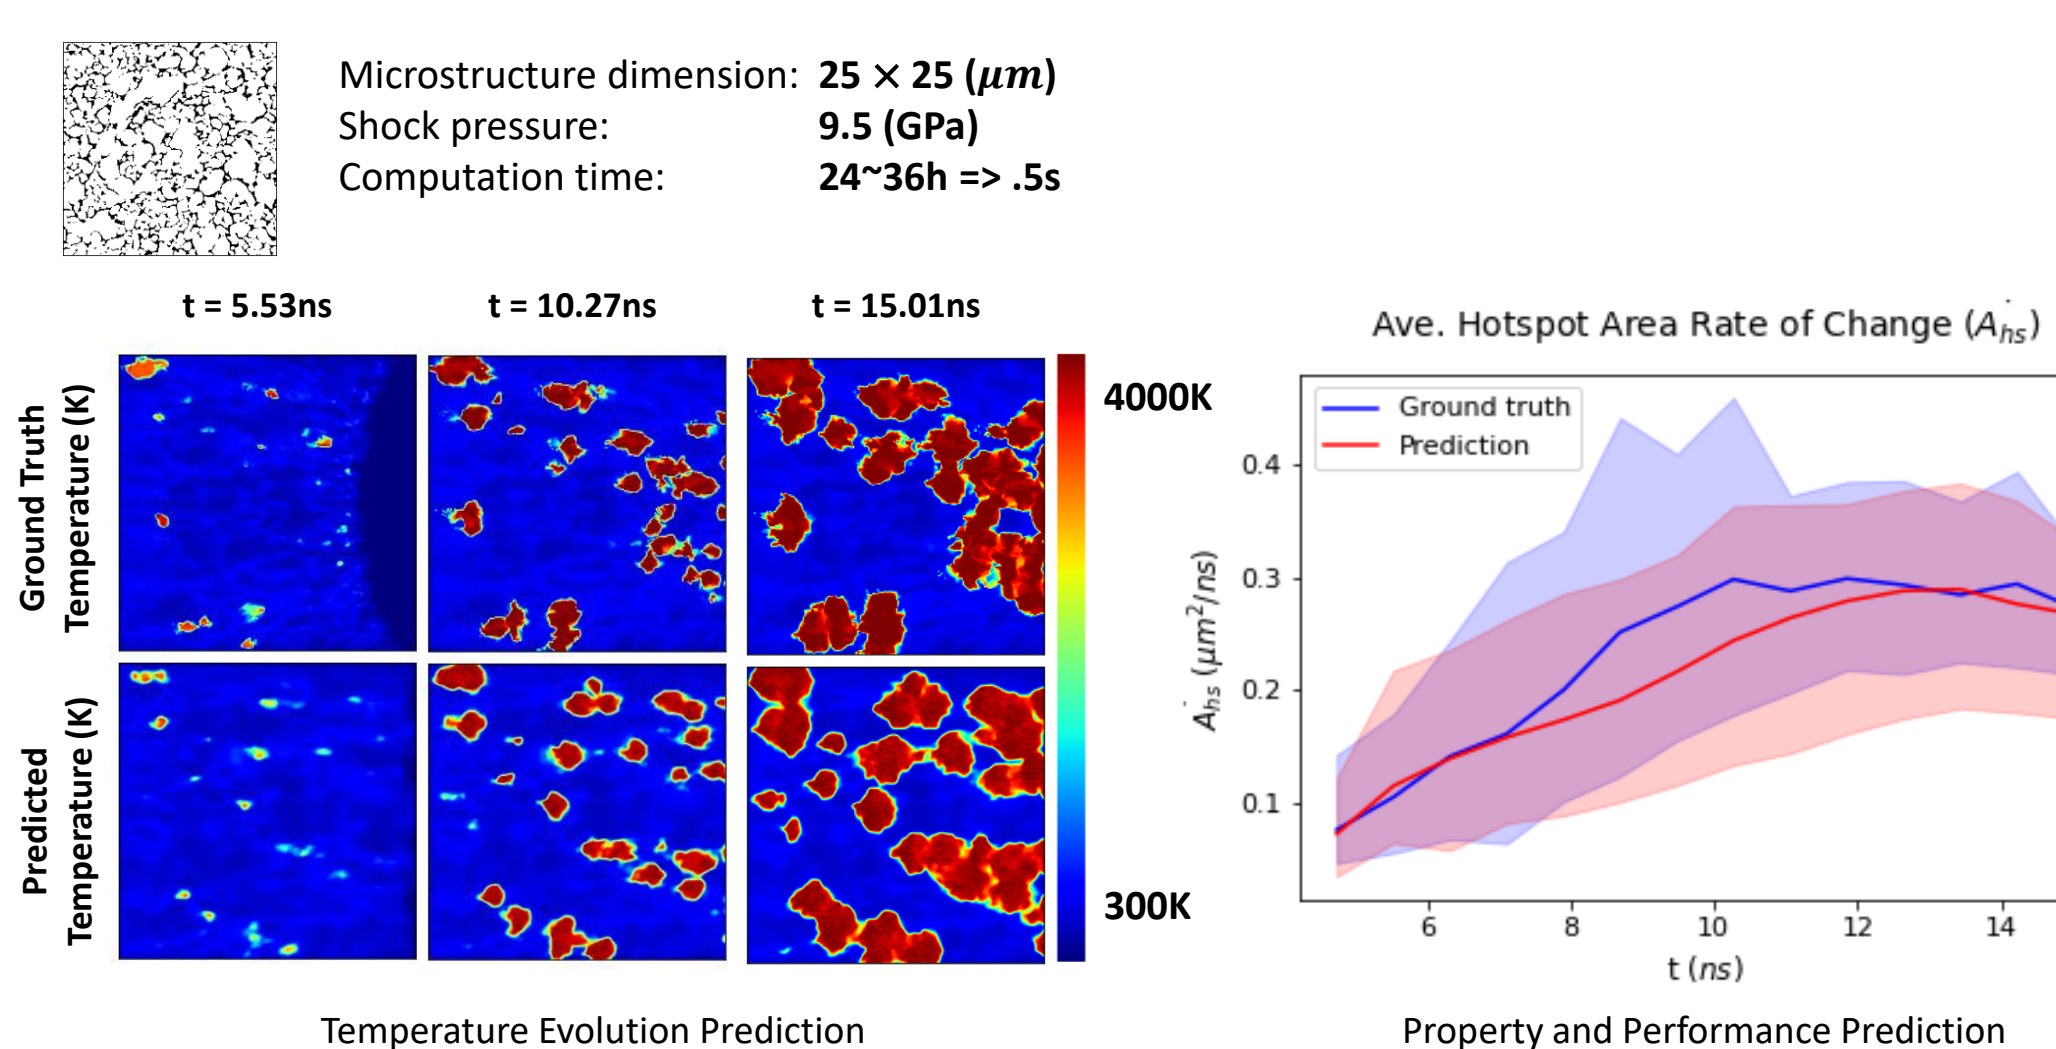 Microstructure dimension: 25 × 25 (μm)
Shock pressure: 9.5 (GPa)
Computation time: 24~36h => .5s
t = 5.53ns t = 10.27ns t = 15.01ns
Ground Truth
Temperature (K)
Predicted
Temperature (K)
4000K
300K
Temperature Evolution Prediction
Ave. Hotspot Area Rate of Change (Ȧhs)
Ground truth
Prediction
Ȧhs (μm²/ns)
0.4
0.3
0.2
0.1
6 8 10 12 14
t (ns)
Property and Performance Prediction